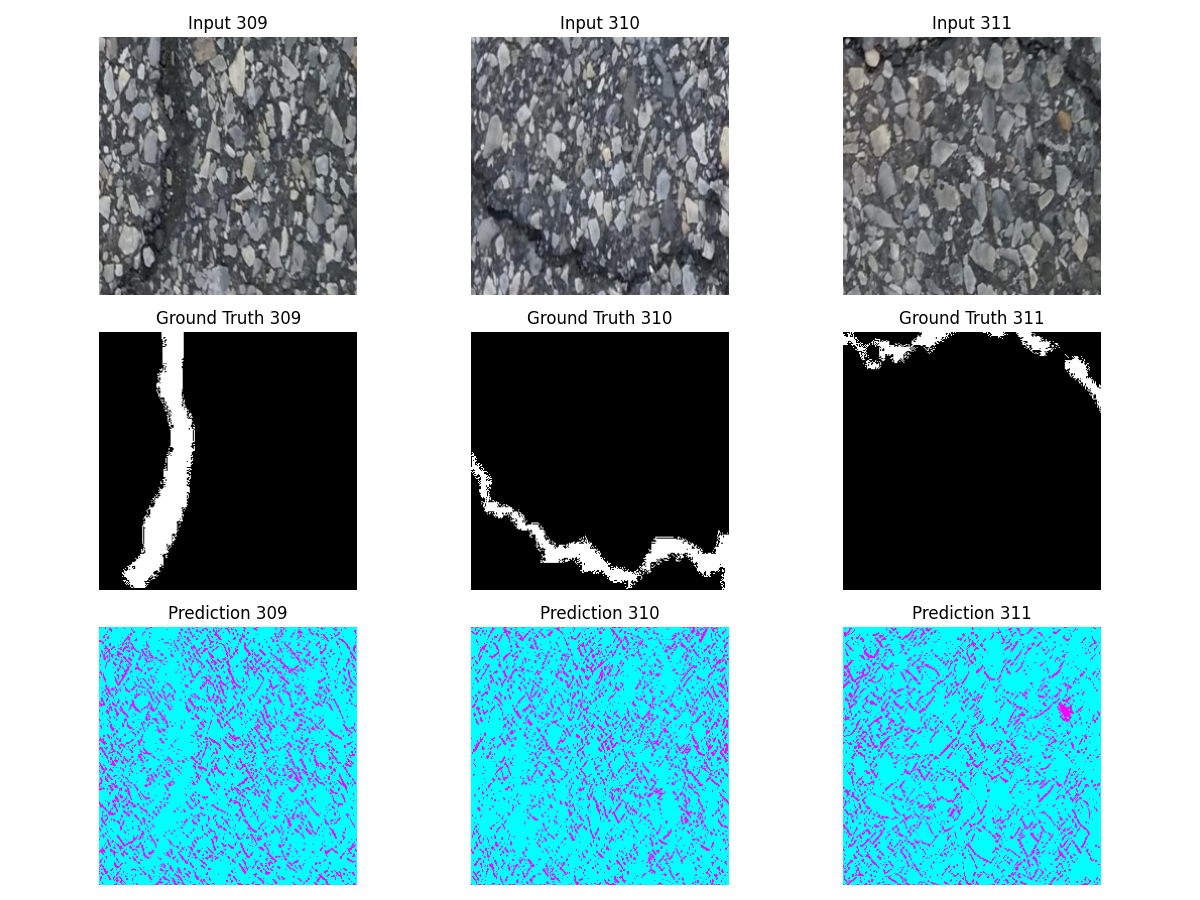 Input 309
Input 310
Input 311
Ground Truth 309
Ground Truth 310
Ground Truth 311
Prediction 309
Prediction 310
Prediction 311